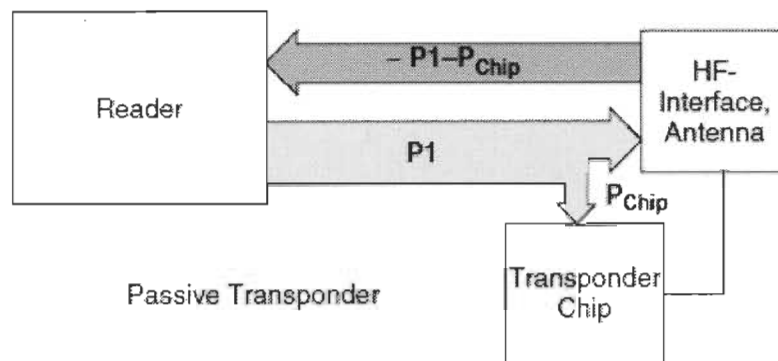 – P1–PChip
HF-
Interface,
Antenna
Reader
P1
PChip
Transponder
Chip
Passive Transponder